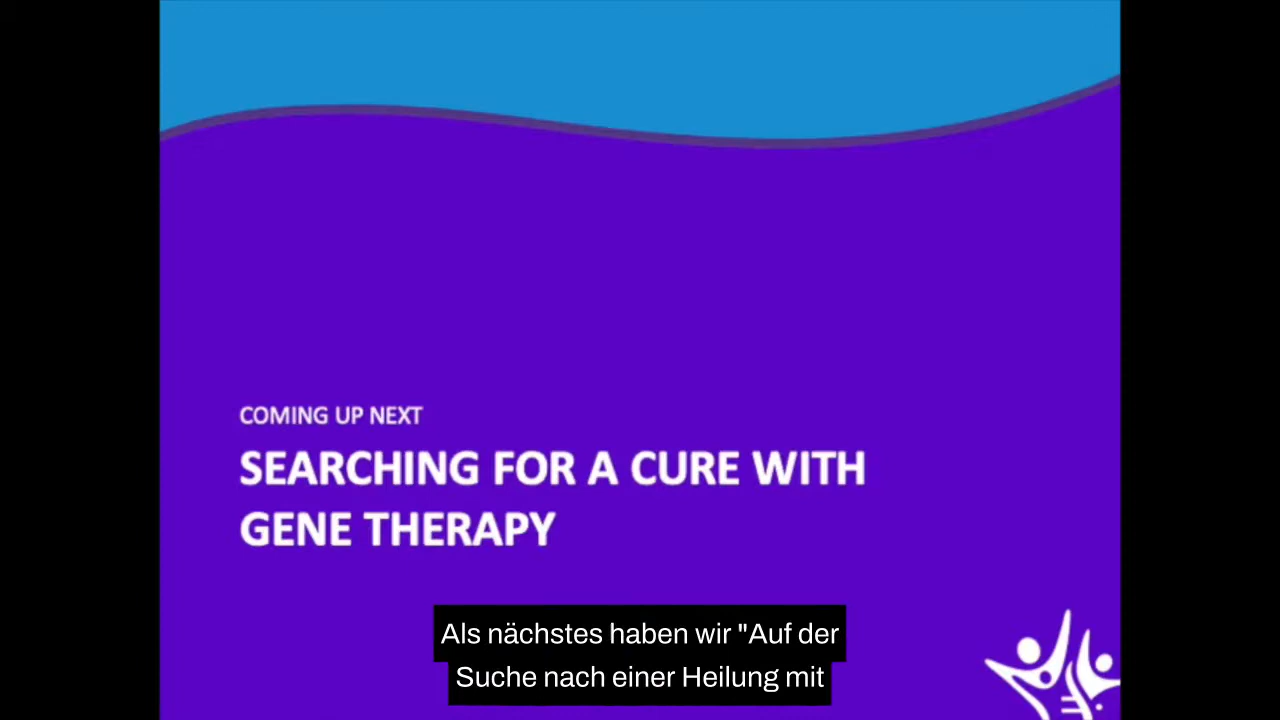 COMING UP NEXT
SEARCHING FOR A CURE WITH
GENE THERAPY
Als nächstes haben wir "Auf der
Suche nach einer Heilung mit